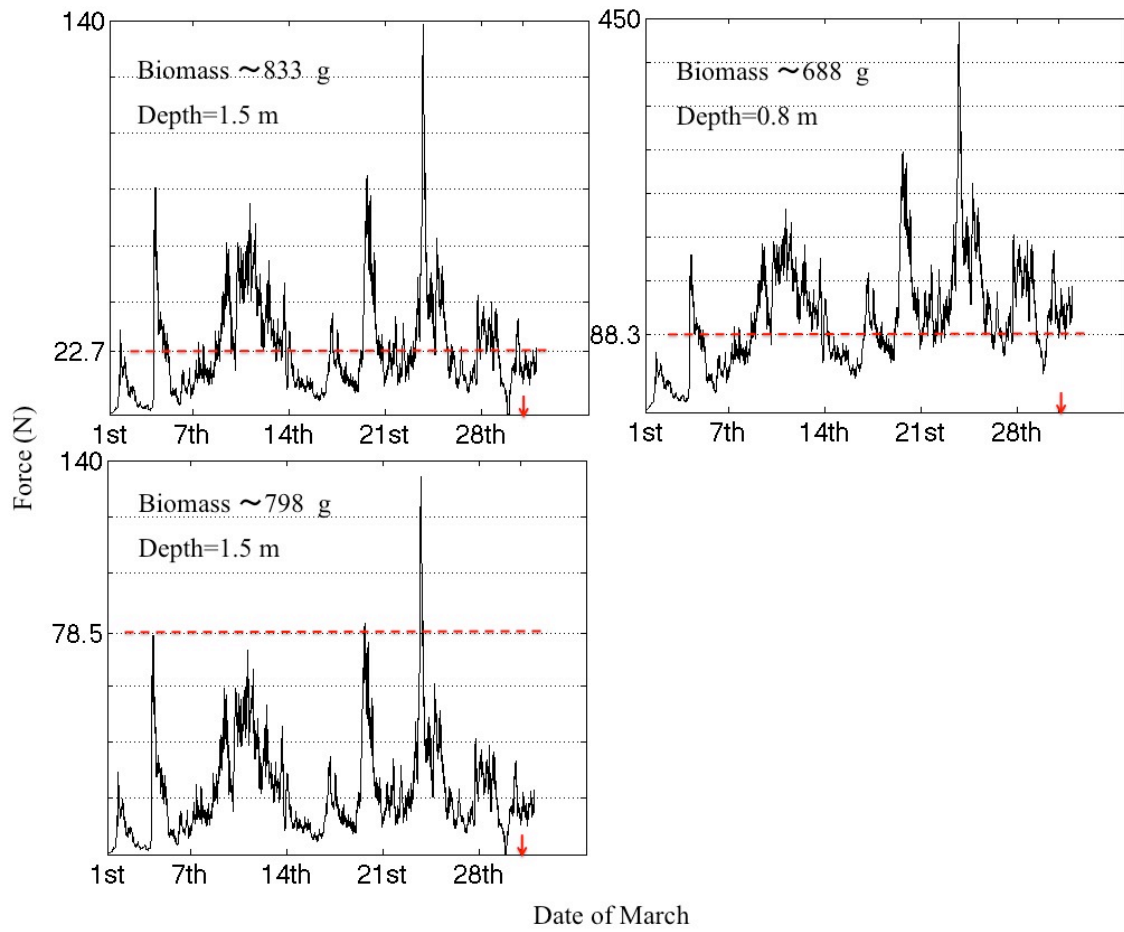 140
Biomass ~833 g
Depth=1.5 m
22.7
1st 7th 14th 21st 28th
450
Biomass ~688 g
Depth=0.8 m
88.3
1st 7th 14th 21st 28th
Force (N)
140
Biomass ~798 g
Depth=1.5 m
78.5
1st 7th 14th 21st 28th
Date of March